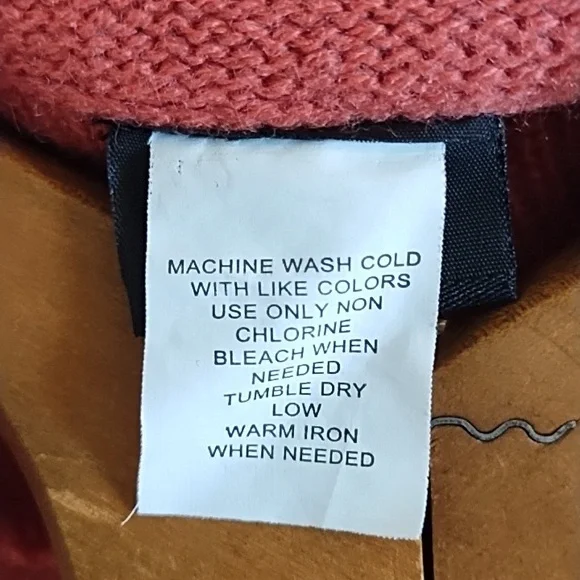 MACHINE WASH COLD
WITH LIKE COLORS
USE ONLY NON
CHLORINE
BLEACH WHEN
NEEDED
TUMBLE DRY
LOW
WARM IRON
WHEN NEEDED